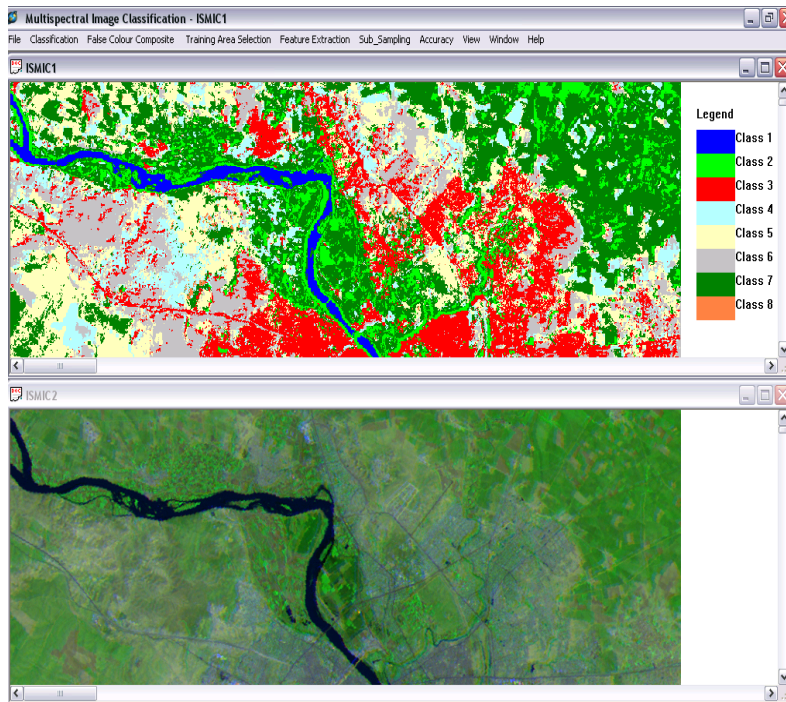 Multispectral Image Classification - ISMIC1
File Classification False Colour Composite Training Area Selection Feature Extraction Sub_Sampling Accuracy View Window Help
ISMIC1
Legend
Class 1
Class 2
Class 3
Class 4
Class 5
Class 6
Class 7
Class 8
ISMIC2